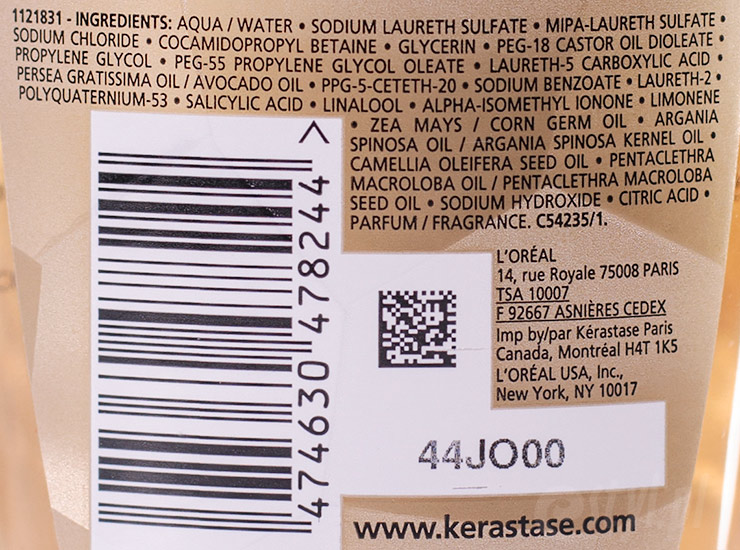 1121831 - INGREDIENTS: AQUA / WATER • SODIUM LAURETH SULFATE • MIPA-LAURETH SULFATE •
SODIUM CHLORIDE • COCAMIDOPROPYL BETAINE • GLYCERIN • PEG-18 CASTOR OIL DIOLEATE •
PROPYLENE GLYCOL • PEG-55 PROPYLENE GLYCOL OLEATE • LAURETH-5 CARBOXYLIC ACID •
PERSEA GRATISSIMA OIL / AVOCADO OIL • PPG-5-CETETH-20 • SODIUM BENZOATE • LAURETH-2 •
POLYQUATERNIUM-53 • SALICYLIC ACID • LINALOOL • ALPHA-ISOMETHYL IONONE • LIMONENE
• ZEA MAYS / CORN GERM OIL • ARGANIA
SPINOSA OIL / ARGANIA SPINOSA KERNEL OIL •
CAMELLIA OLEIFERA SEED OIL • PENTACLETHRA
MACROLOBA OIL / PENTACLETHRA MACROLOBA
SEED OIL • SODIUM HYDROXIDE • CITRIC ACID •
PARFUM / FRAGRANCE. C54235/1.
474630 478244 >
L'ORÉAL
14, rue Royale 75008 PARIS
TSA 10007
F 92667 ASNIÈRES CEDEX
Imp by/par Kérastase Paris
Canada, Montréal H4T 1K5
L'ORÉAL USA, Inc.,
New York, NY 10017
44JO00
www.kerastase.com